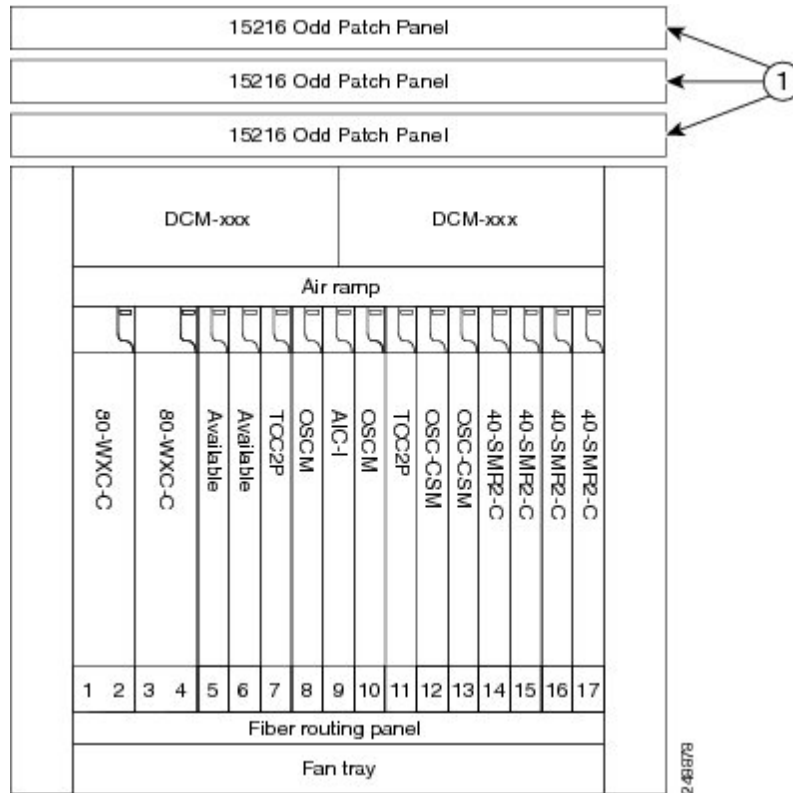 15216 Odd Patch Panel
15216 Odd Patch Panel
15216 Odd Patch Panel
1
DCM-xxx
DCM-xxx
Air ramp
80-WXC-C
80-WXC-C
Available
Available
TCC2P
OSCM
AIC-I
OSCM
TCC2P
OSC-CSM
OSC-CSM
40-SMR2-C
40-SMR2-C
40-SMR2-C
40-SMR2-C
1 2 3 4 5 6 7 8 9 10 11 12 13 14 15 16 17
Fiber routing panel
Fan tray
248878